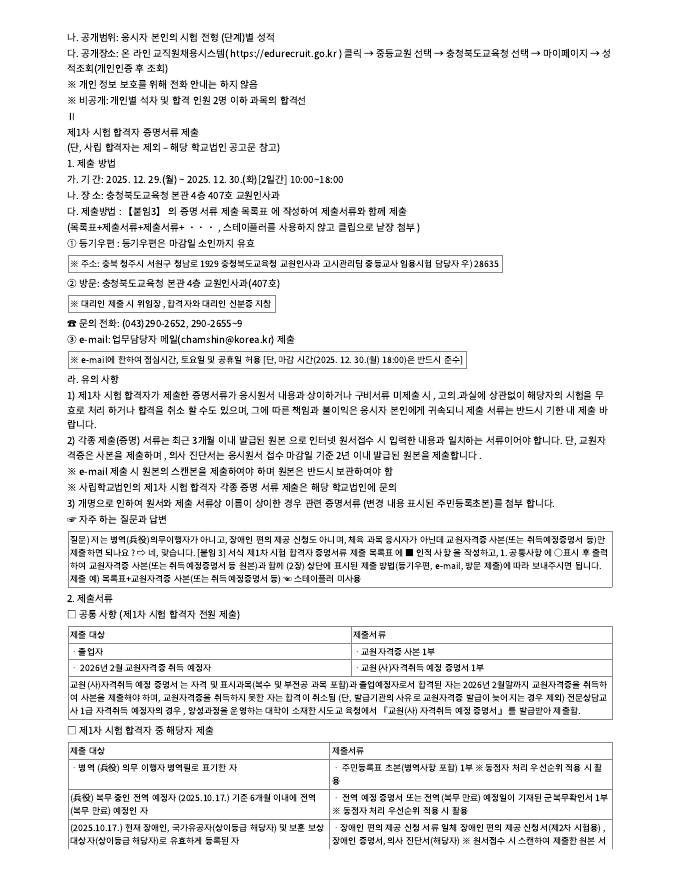 나. 공개범위: 응시자 본인의 시험 전형 (단계)별 성적
다. 공개장소: 온 라인 교직원채용시스템( https://edurecruit.go.kr ) 클릭 → 중등교원 선택 → 충청북도교육청 선택 → 마이페이지 → 성
적조회(개인인증 후 조회)
※ 개인 정보 보호를 위해 전화 안내는 하지 않음
※ 비공개: 개인별 석차 및 합격 인원 2명 이하 과목의 합격선
Ⅱ
제1차 시험 합격자 증명서류 제출
(단, 사립 합격자는 제외 – 해당 학교법인 공고문 참고)
1. 제출 방법
가. 기 간: 2025. 12. 29.(월) ~ 2025. 12. 30.(화)[2일간] 10:00~18:00
나. 장 소: 충청북도교육청 본관 4층 407호 교원인사과
다. 제출방법 : 【붙임3】 의 증명 서류 제출 목록표 에 작성하여 제출서류와 함께 제출
(목록표+제출서류+제출서류+ ・・・ , 스테이플러를 사용하지 않고 클립으로 낱장 첨부 )
① 등기우편 : 등기우편은 마감일 소인까지 유효
※ 주소: 충북 청주시 서원구 청남로 1929 충청북도교육청 교원인사과 고시관리팀 중등교사 임용시험 담당자 우) 28635
② 방문: 충청북도교육청 본관 4층 교원인사과(407호)
※ 대리인 제출 시 위임장 , 합격자와 대리인 신분증 지참
☎ 문의 전화: (043)290-2652, 290-2655~9
③ e-mail: 업무담당자 메일(chamshin@korea.kr) 제출
※ e-mail에 한하여 점심시간, 토요일 및 공휴일 허용 [단, 마감 시간(2025. 12. 30.(월) 18:00)은 반드시 준수]
라. 유의 사항
1) 제1차 시험 합격자가 제출한 증명서류가 응시원서 내용과 상이하거나 구비서류 미제출 시 , 고의.과실에 상관없이 해당자의 시험을 무
효로 처리 하거나 합격을 취소 할 수도 있으며, 그에 따른 책임과 불이익은 응시자 본인에게 귀속되니 제출 서류는 반드시 기한 내 제출 바
랍니다.
2) 각종 제출(증명) 서류는 최근 3개월 이내 발급된 원본 으로 인터넷 원서접수 시 입력한 내용과 일치하는 서류이어야 합니다. 단, 교원자
격증은 사본을 제출하며 , 의사 진단서는 응시원서 접수 마감일 기준 2년 이내 발급된 원본을 제출합니다 .
※ e-mail 제출 시 원본의 스캔본을 제출하여야 하며 원본은 반드시 보관하여야 함
※ 사립학교법인의 제1차 시험 합격자 각종 증명 서류 제출은 해당 학교법인에 문의
3) 개명으로 인하여 원서와 제출 서류상 이름이 상이한 경우 관련 증명서류 (변경 내용 표시된 주민등록초본)를 첨부 합니다.
☞ 자주 하는 질문과 답변
질문) 저는 병역(兵役)의무이행자가 아니고, 장애인 편의 제공 신청도 아니며, 체육 과목 응시자가 아닌데 교원자격증 사본(또는 취득예정증명서 등)만
제출하면 되나요 ? ⇨ 네, 맞습니다. [붙임 3] 서식 제1차 시험 합격자 증명서류 제출 목록표 에 ■ 인적 사항 을 작성하고, 1. 공통사항 에 ○표시 후 출력
하여 교원자격증 사본(또는 취득예정증명서 등 원본)과 함께 (2장) 상단에 표시된 제출 방법(등기우편, e-mail, 방문 제출)에 따라 보내주시면 됩니다.
제출 예) 목록표+교원자격증 사본(또는 취득예정증명서 등) ☜ 스테이플러 미사용
2. 제출서류
□ 공통 사항 (제1차 시험 합격자 전원 제출)
제출 대상 제출서류
· 졸업자 · 교원자격증 사본 1부
· 2026년 2월 교원자격증 취득 예정자 · 교원(사)자격취득 예정 증명서 1부
교원(사)자격취득 예정 증명서 는 자격 및 표시과목(복수 및 부전공 과목 포함)과 졸업예정자로서 합격된 자는 2026년 2월말까지 교원자격증을 취득하
여 사본을 제출해야 하며, 교원자격증을 취득하지 못한 자는 합격이 취소됨 (단, 발급기관의 사유로 교원자격증 발급이 늦어지는 경우 제외) 전문상담교
사 1급 자격취득 예정자의 경우 , 양성과정을 운영하는 대학이 소재한 시도교 육청에서 『교원(사) 자격취득 예정 증명서』 를 발급받아 제출함.
□ 제1차 시험 합격자 중 해당자 제출
제출 대상 제출서류
· 병역 (兵役) 의무 이행자 병역필로 표기한 자 · 주민등록표 초본(병역사항 포함) 1부 ※ 동점자 처리 우선순위 적용 시 활
용
(兵役) 복무 중인 전역 예정자 (2025.10.17.) 기준 6개월 이내에 전역 · 전역 예정 증명서 또는 전역(복무 만료) 예정일이 기재된 군복무확인서 1부
(복무 만료) 예정인 자 ※ 동점자 처리 우선순위 적용 시 활용
(2025.10.17.) 현재 장애인, 국가유공자(상이등급 해당자) 및 보훈 보상 · 장애인 편의 제공 신청 서류 일체 장애인 편의 제공 신청서(제2차 시험용) ,
대상자(상이등급 해당자)로 유효하게 등록된 자 장애인 증명서, 의사 진단서(해당자) ※ 원서접수 시 스캔하여 제출한 원본 서